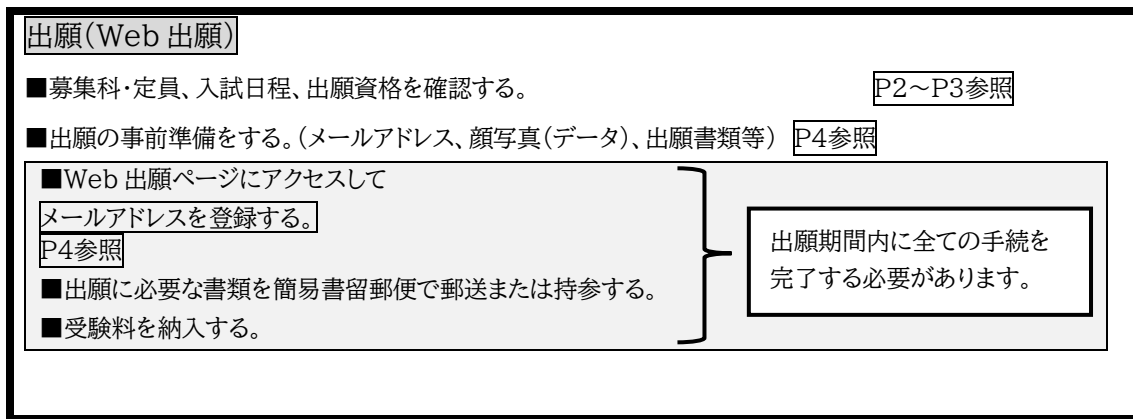 出願(Web 出願)
■募集科・定員、入試日程、出願資格を確認する。 P2～P3参照
■出願の事前準備をする。(メールアドレス、顔写真(データ)、出願書類等) P4参照
■Web 出願ページにアクセスして
メールアドレスを登録する。
P4参照
■出願に必要な書類を簡易書留郵便で郵送または持参する。
■受験料を納入する。
出願期間内に全ての手続を
完了する必要があります。